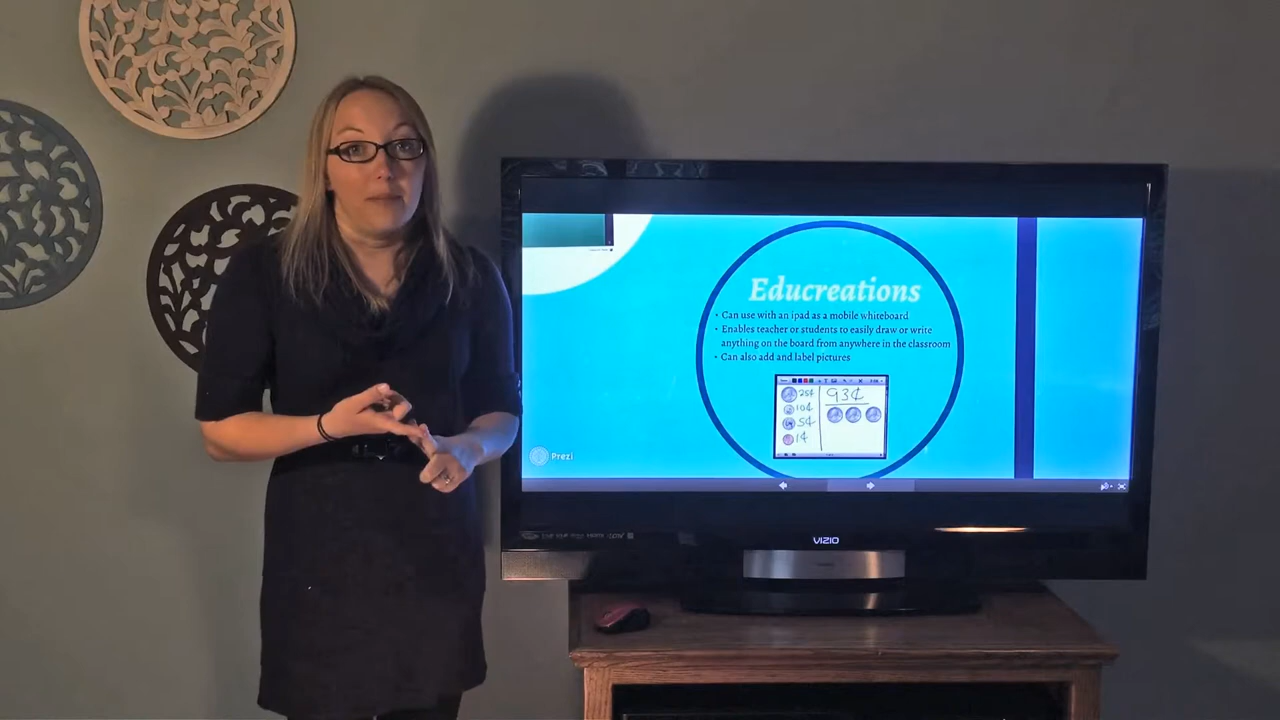 Educreations
• Can use with an ipad as a mobile whiteboard
• Enables teacher or students to easily draw or write
anything on the board from anywhere in the classroom
• Can also add and label pictures
25¢
10¢
5¢
1¢
93¢
Prezi
VIZIO